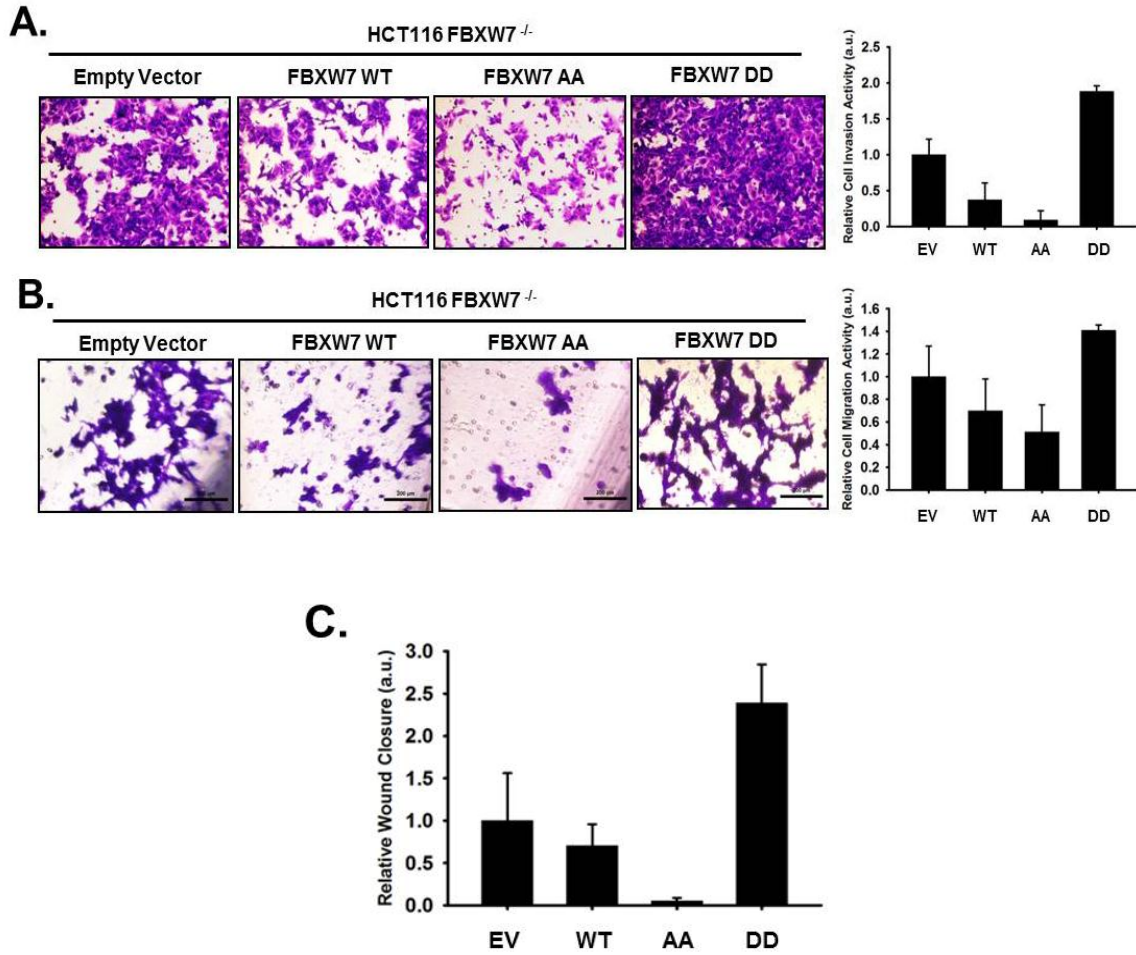 A.
HCT116 FBXW7 -/-
Empty Vector FBXW7 WT FBXW7 AA FBXW7 DD
Relative Cell Invasion Activity (a.u.)
2.5
2.0
1.5
1.0
0.5
0.0
EV WT AA DD
B.
HCT116 FBXW7 -/-
Empty Vector FBXW7 WT FBXW7 AA FBXW7 DD
200 µm 200 µm
Relative Cell Migration Activity (a.u.)
1.6
1.4
1.2
1.0
0.8
0.6
0.4
0.2
0.0
EV WT AA DD
C.
Relative Wound Closure (a.u.)
3.0
2.5
2.0
1.5
1.0
0.5
0.0
EV WT AA DD